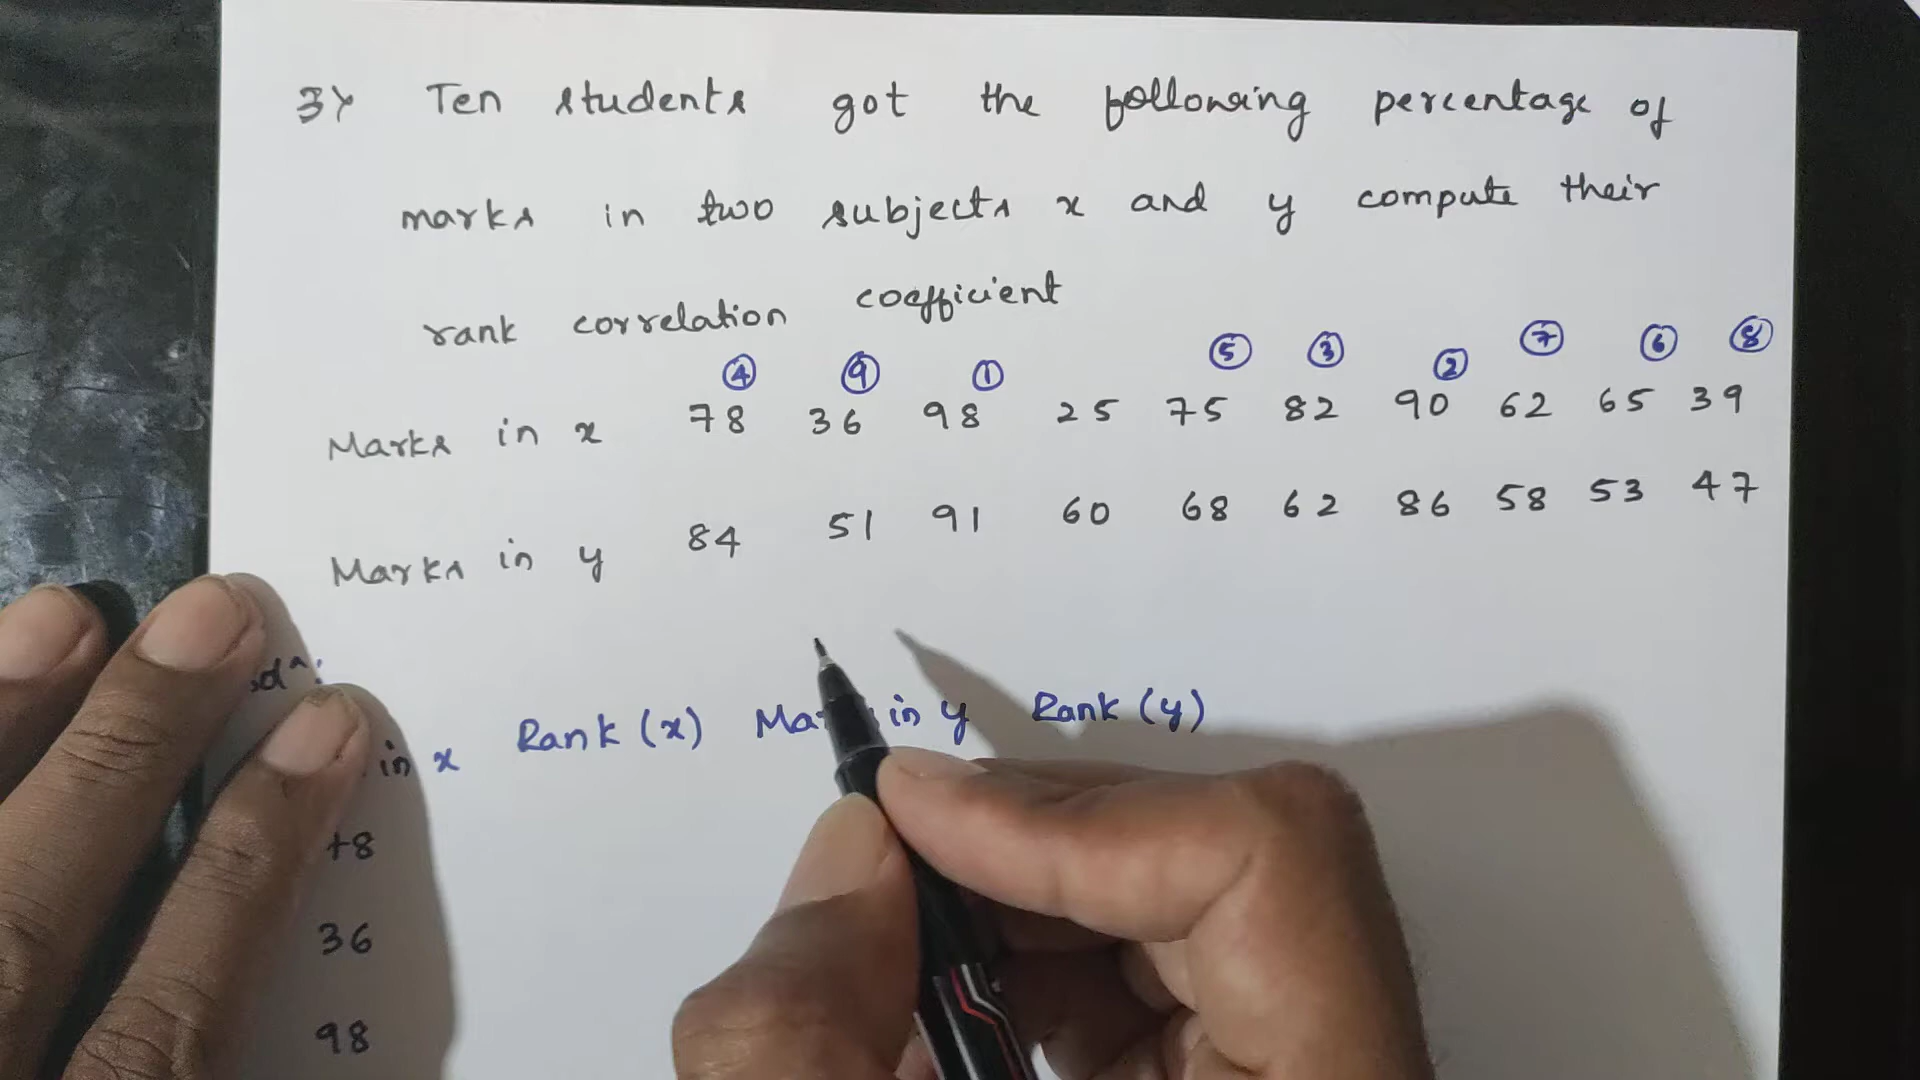 3) Ten students got the following percentage of
marks in two subjects x and y compute their
rank correlation coefficient
4 9 1 5 3 2 7 6 8
Marks in x 78 36 98 25 75 82 90 62 65 39
Marks in y 84 51 91 60 68 62 86 58 53 47
in x Rank (x) in y Rank (y)
78
36
98